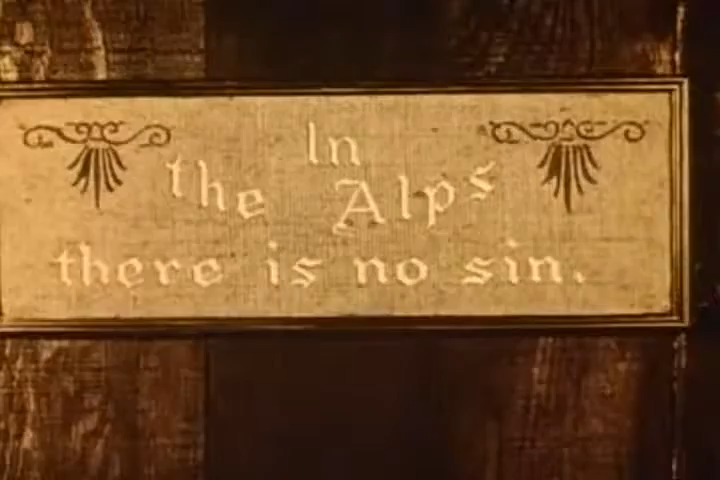 In
the Alps
there is no sin.